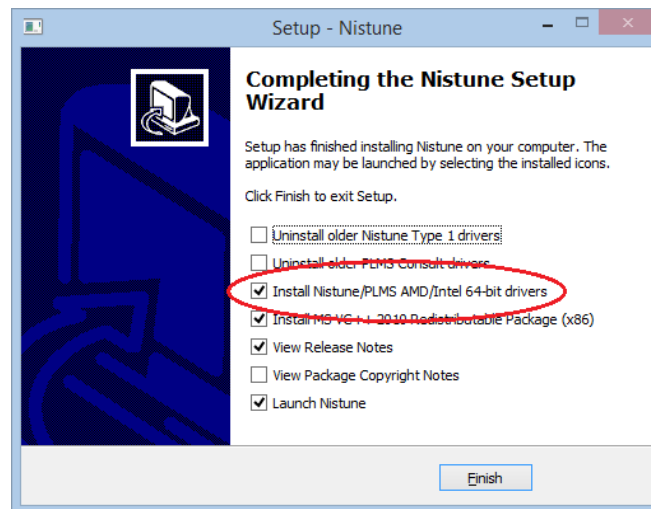 Setup - Nistune
Completing the Nistune Setup
Wizard
Setup has finished installing Nistune on your computer. The
application may be launched by selecting the installed icons.
Click Finish to exit Setup.
Uninstall older Nistune Type 1 drivers
Uninstall older PLMS Consult drivers
Install Nistune/PLMS AMD/Intel 64-bit drivers
Install MS VC++ 2010 Redistributable Package (x86)
View Release Notes
View Package Copyright Notes
Launch Nistune
Finish